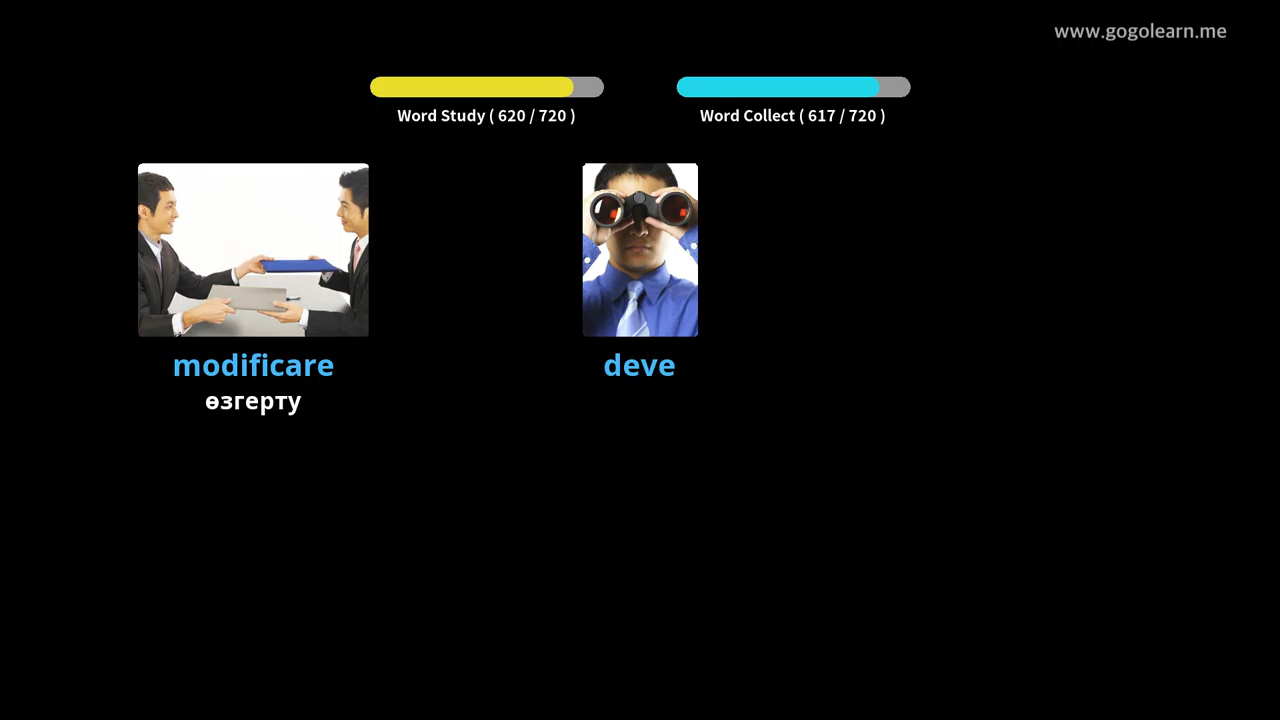 www.gogolearn.me
Word Study ( 620 / 720 )
Word Collect ( 617 / 720 )
modificare
өзгерту
deve